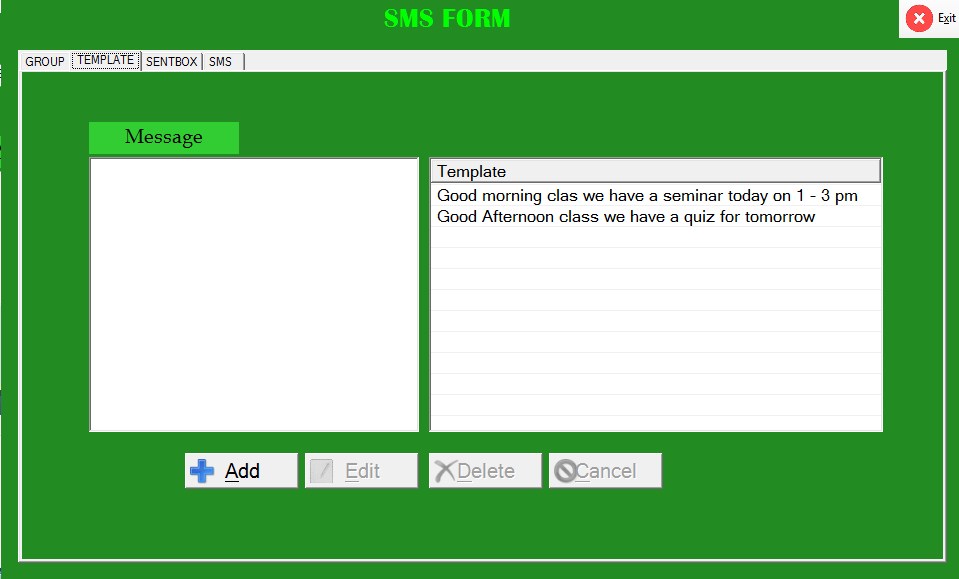 SMS FORM
Exit
GROUP TEMPLATE SENTBOX SMS
Message
Template
Good morning clas we have a seminar today on 1 - 3 pm
Good Afternoon class we have a quiz for tomorrow
Add Edit Delete Cancel